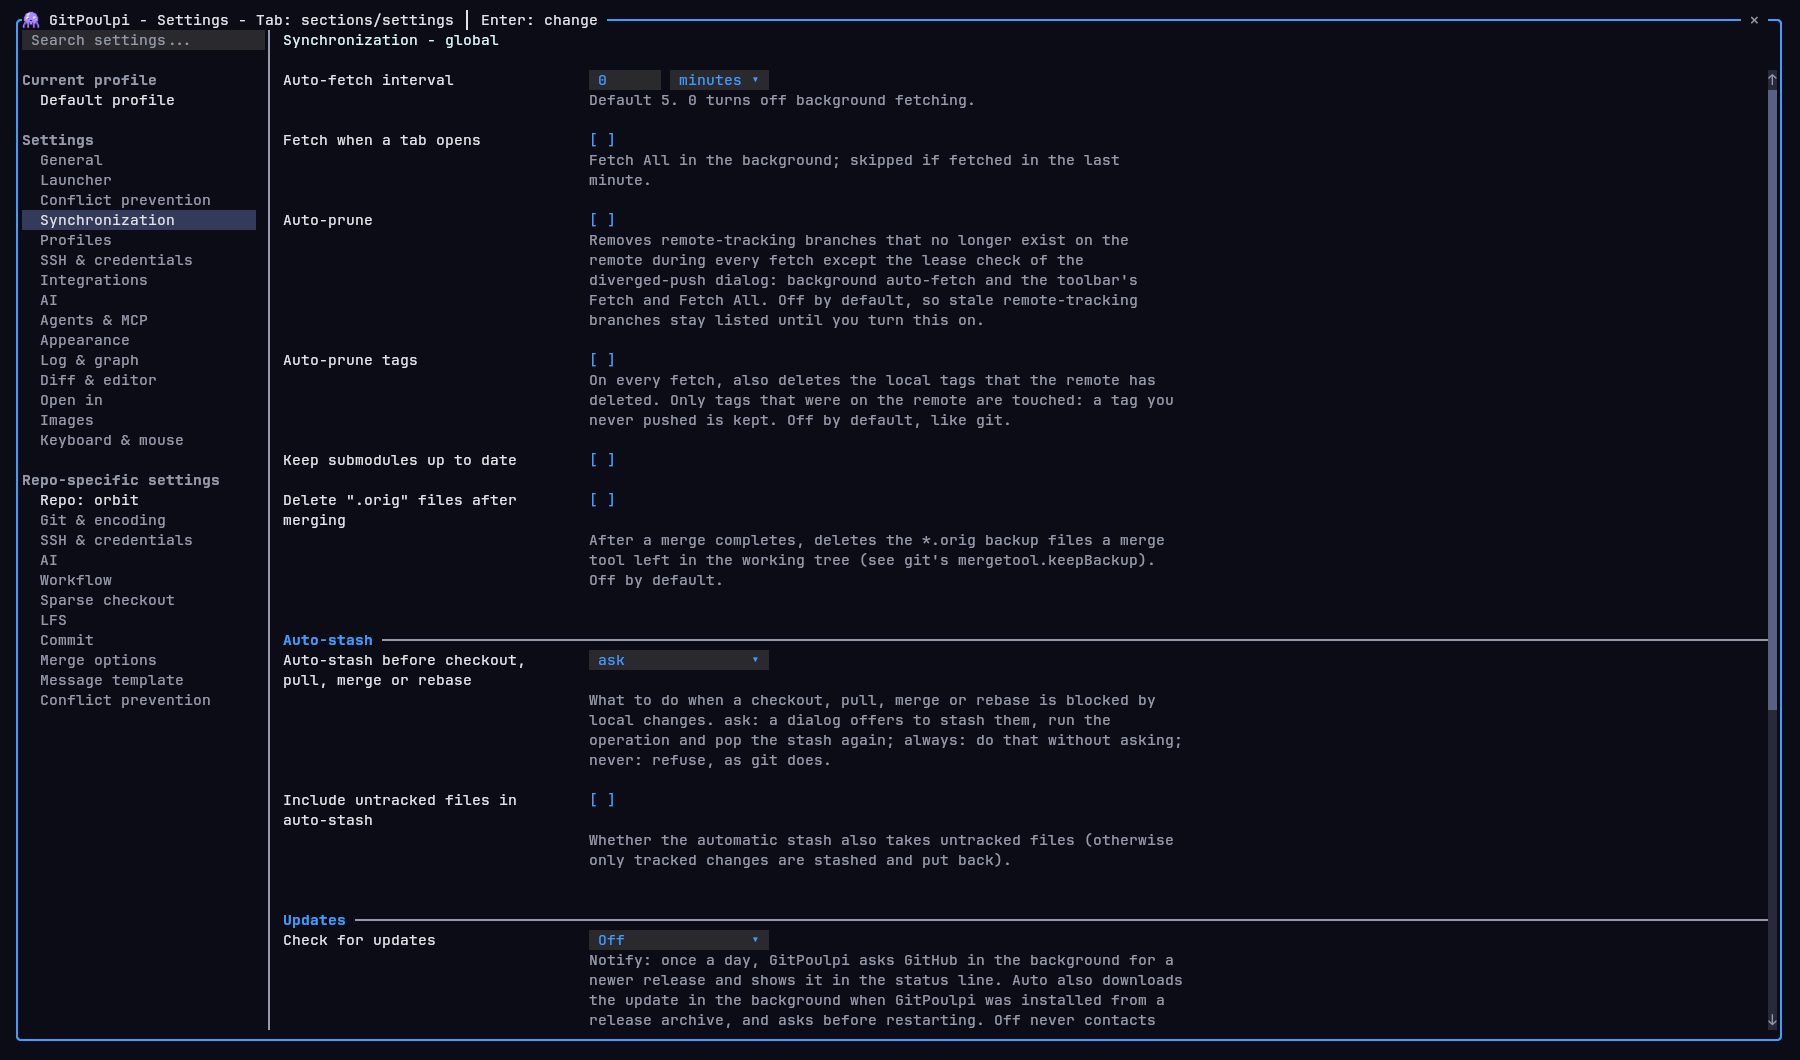 GitPoulpi - Settings - Tab: sections/settings │ Enter: change ×
Search settings...
Current profile
Default profile
Settings
General
Launcher
Conflict prevention
Synchronization
Profiles
SSH & credentials
Integrations
AI
Agents & MCP
Appearance
Log & graph
Diff & editor
Open in
Images
Keyboard & mouse
Repo-specific settings
Repo: orbit
Git & encoding
SSH & credentials
AI
Workflow
Sparse checkout
LFS
Commit
Merge options
Message template
Conflict prevention
Synchronization - global
Auto-fetch interval
0 minutes ▾
Default 5. 0 turns off background fetching.
Fetch when a tab opens
[ ]
Fetch All in the background; skipped if fetched in the last
minute.
Auto-prune
[ ]
Removes remote-tracking branches that no longer exist on the
remote during every fetch except the lease check of the
diverged-push dialog: background auto-fetch and the toolbar's
Fetch and Fetch All. Off by default, so stale remote-tracking
branches stay listed until you turn this on.
Auto-prune tags
[ ]
On every fetch, also deletes the local tags that the remote has
deleted. Only tags that were on the remote are touched: a tag you
never pushed is kept. Off by default, like git.
Keep submodules up to date
[ ]
Delete ".orig" files after
merging
[ ]
After a merge completes, deletes the *.orig backup files a merge
tool left in the working tree (see git's mergetool.keepBackup).
Off by default.
Auto-stash
Auto-stash before checkout,
pull, merge or rebase
ask ▾
What to do when a checkout, pull, merge or rebase is blocked by
local changes. ask: a dialog offers to stash them, run the
operation and pop the stash again; always: do that without asking;
never: refuse, as git does.
Include untracked files in
auto-stash
[ ]
Whether the automatic stash also takes untracked files (otherwise
only tracked changes are stashed and put back).
Updates
Check for updates
Off ▾
Notify: once a day, GitPoulpi asks GitHub in the background for a
newer release and shows it in the status line. Auto also downloads
the update in the background when GitPoulpi was installed from a
release archive, and asks before restarting. Off never contacts